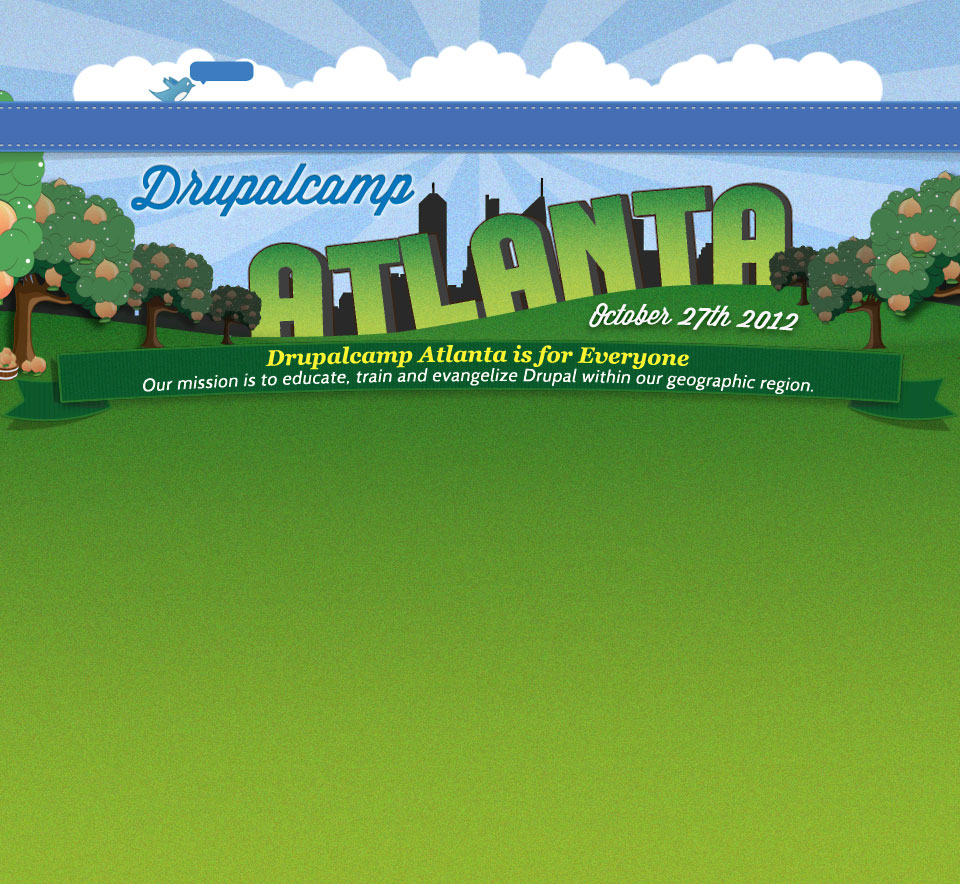 Drupalcamp
ATLANTA
October 27th 2012
Drupalcamp Atlanta is for Everyone
Our mission is to educate, train and evangelize Drupal within our geographic region.